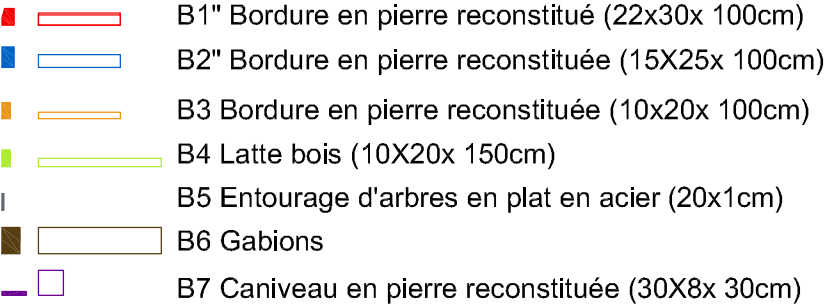 B1" Bordure en pierre reconstitué (22x30x 100cm)
B2" Bordure en pierre reconstituée (15X25x 100cm)
B3 Bordure en pierre reconstituée (10x20x 100cm)
B4 Latte bois (10X20x 150cm)
B5 Entourage d'arbres en plat en acier (20x1cm)
B6 Gabions
B7 Caniveau en pierre reconstituée (30X8x 30cm)